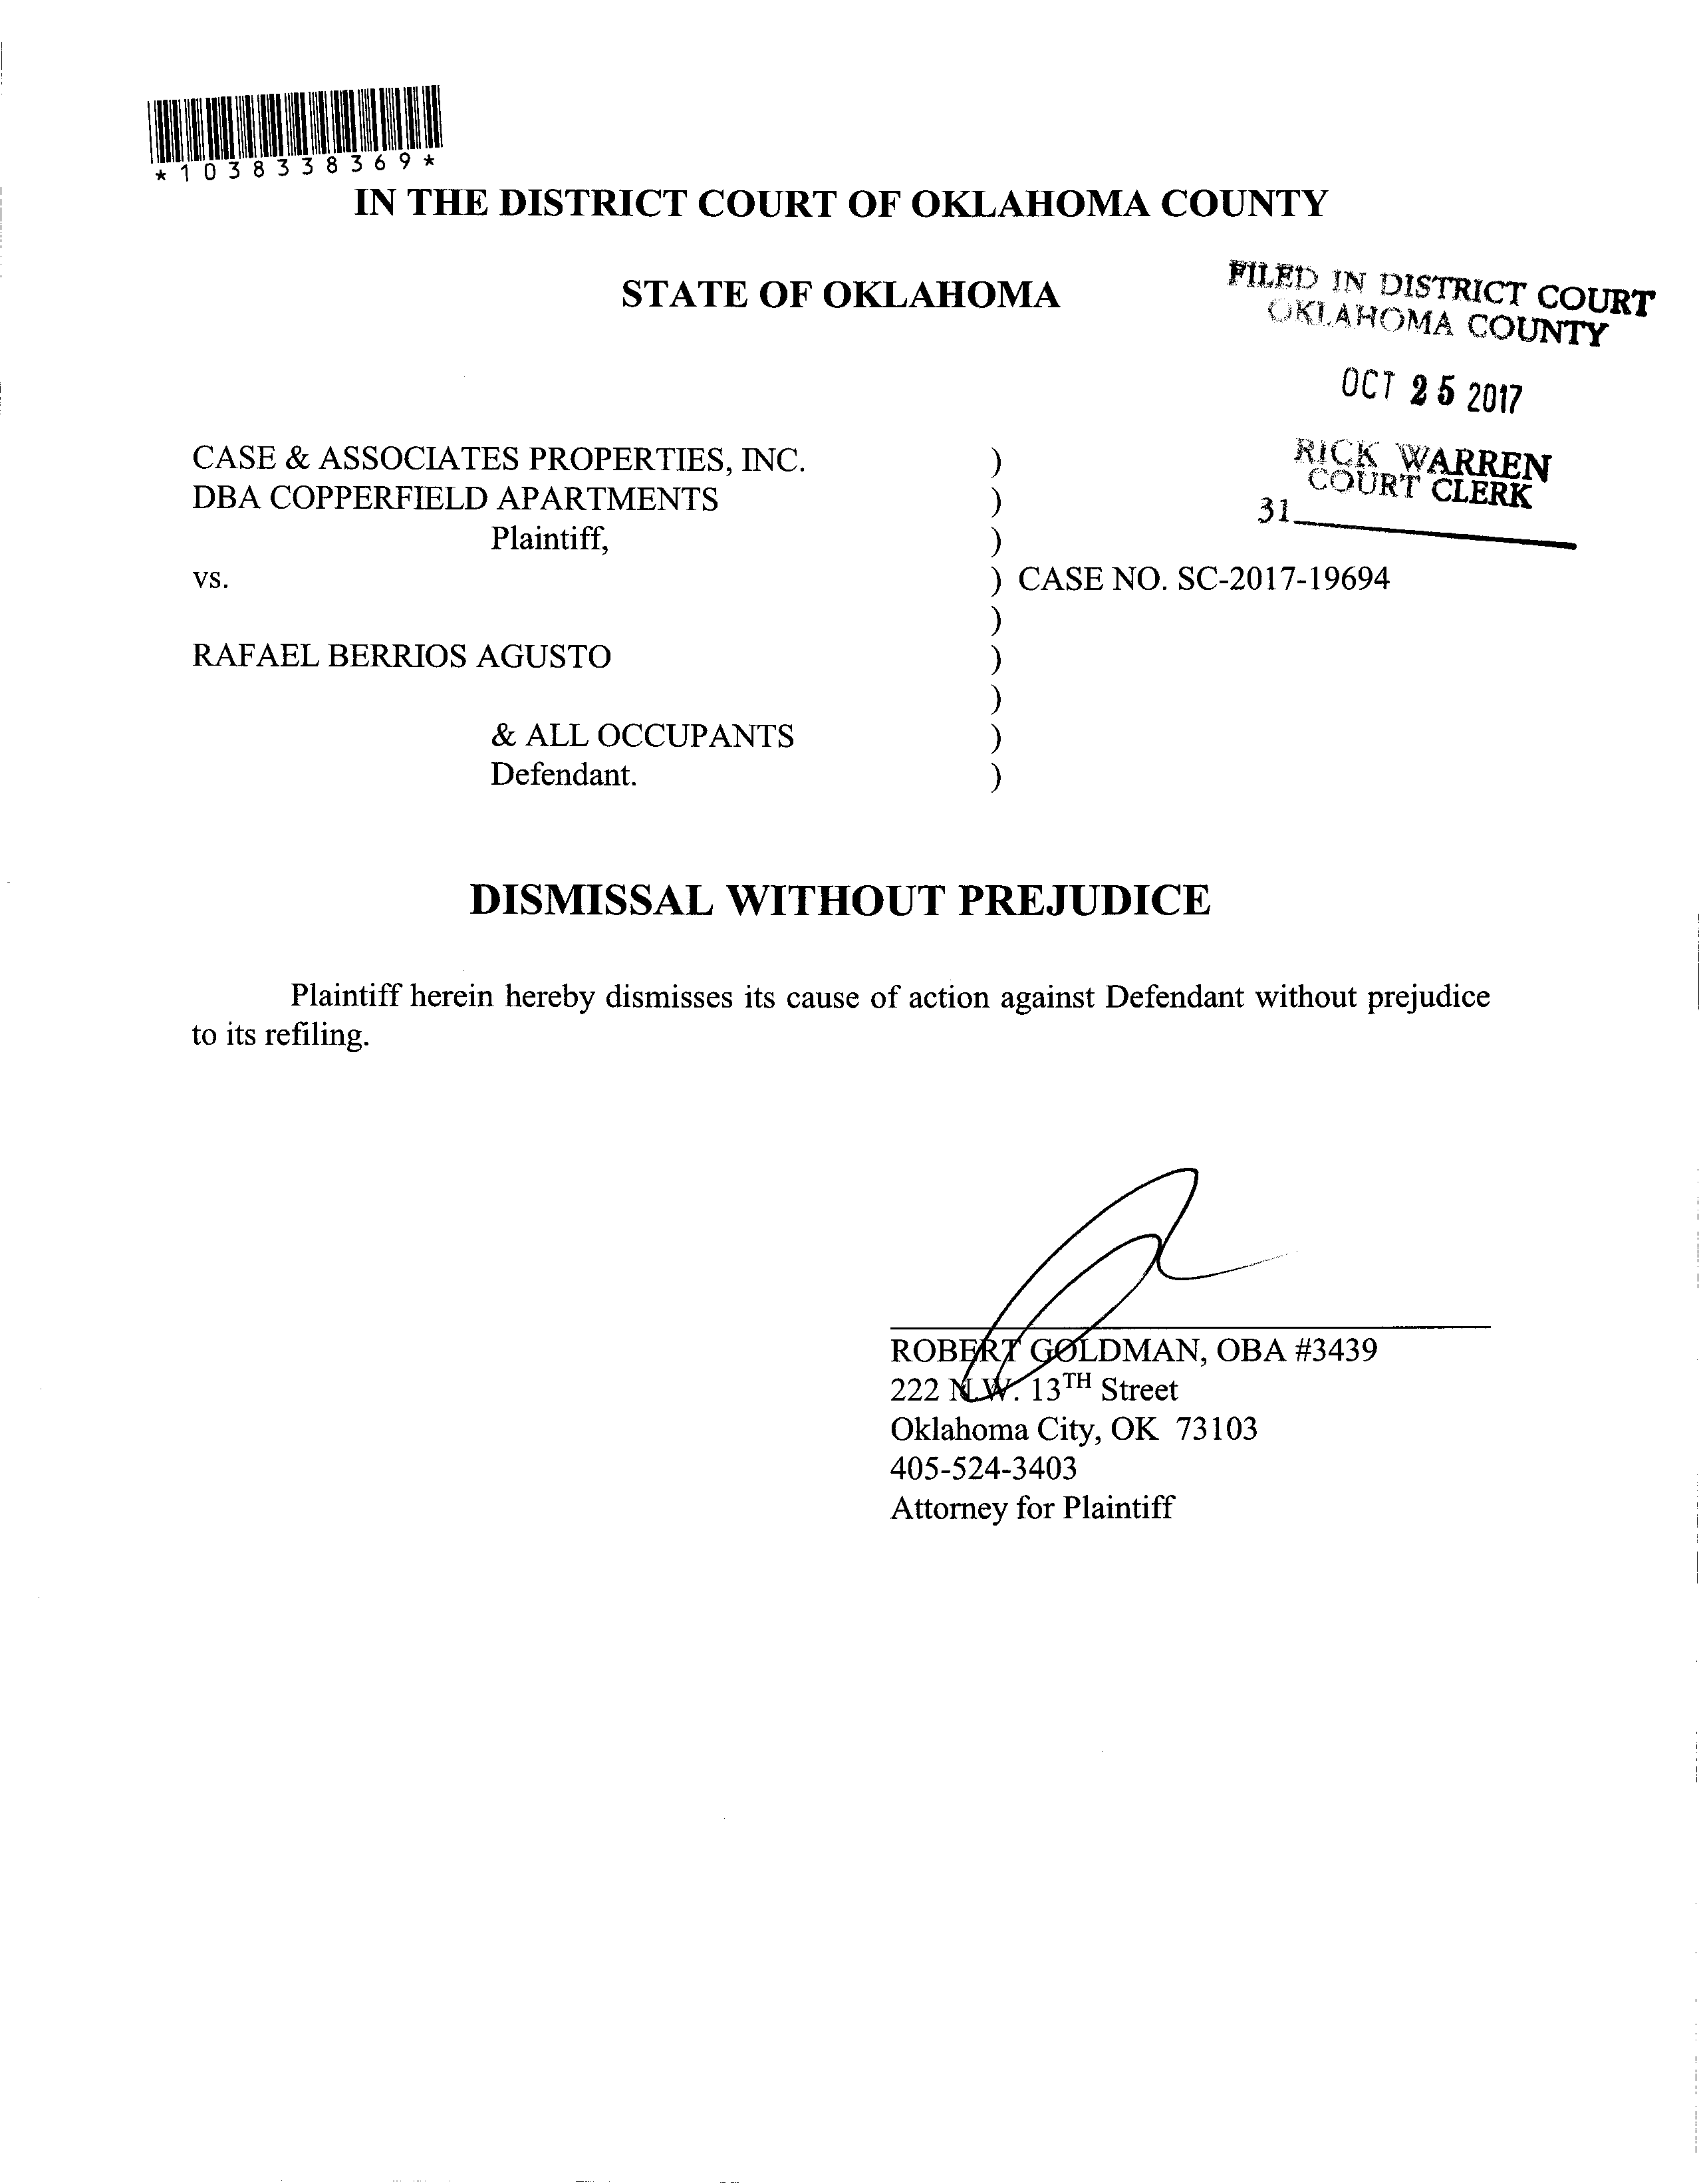 *1038338369*
IN THE DISTRICT COURT OF OKLAHOMA COUNTY
STATE OF OKLAHOMA
FILED IN DISTRICT COURT
OKLAHOMA COUNTY
OCT 25 2017
RICK WARREN
COURT CLERK
31
CASE & ASSOCIATES PROPERTIES, INC. )
DBA COPPERFIELD APARTMENTS )
Plaintiff, )
vs. ) CASE NO. SC-2017-19694
)
RAFAEL BERRIOS AGUSTO )
)
& ALL OCCUPANTS )
Defendant. )
DISMISSAL WITHOUT PREJUDICE
Plaintiff herein hereby dismisses its cause of action against Defendant without prejudice
to its refiling.
ROBERT GOLDMAN, OBA #3439
222 N.W. 13TH Street
Oklahoma City, OK 73103
405-524-3403
Attorney for Plaintiff